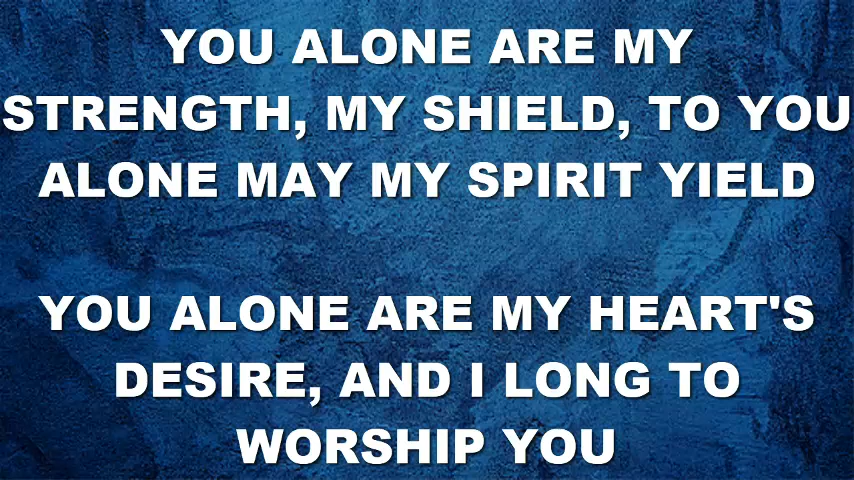 YOU ALONE ARE MY
STRENGTH, MY SHIELD, TO YOU
ALONE MAY MY SPIRIT YIELD
YOU ALONE ARE MY HEART'S
DESIRE, AND I LONG TO
WORSHIP YOU